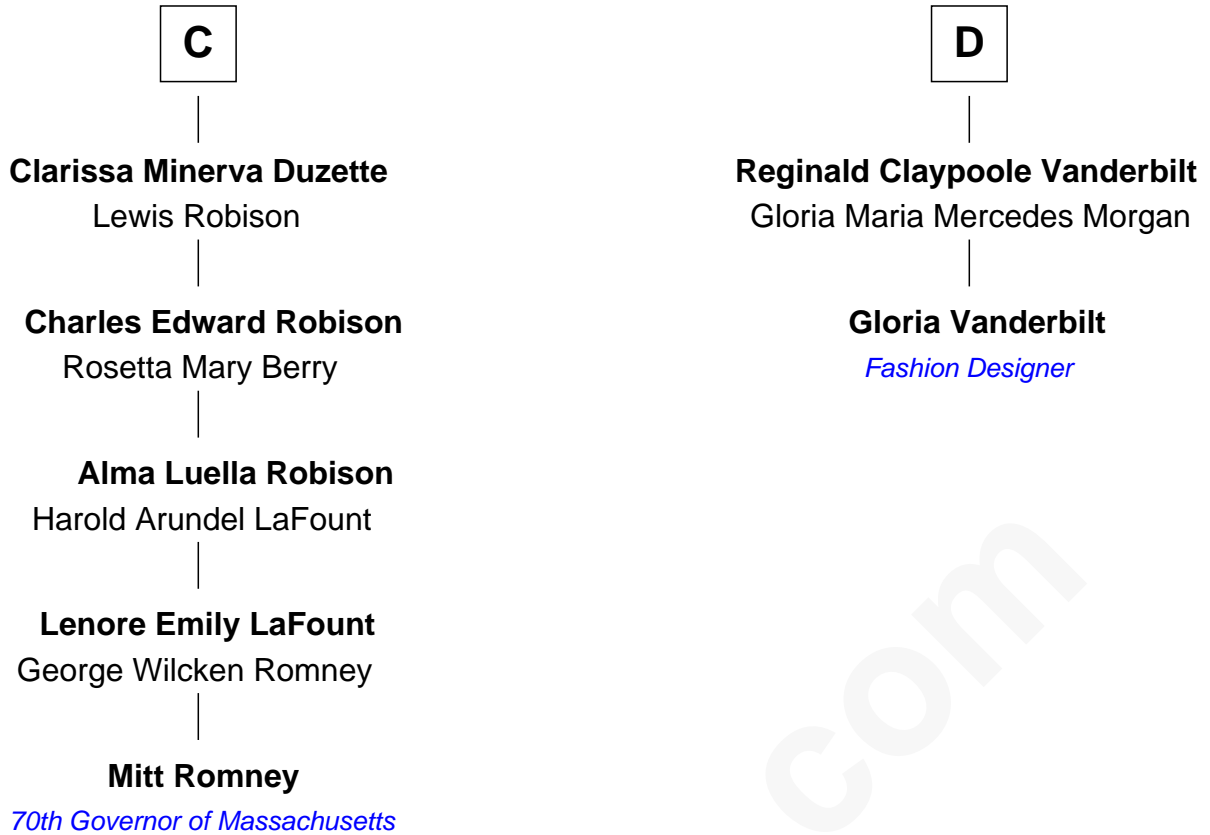 C
Clarissa Minerva Duzette
Lewis Robison
Charles Edward Robison
Rosetta Mary Berry
Alma Luella Robison
Harold Arundel LaFount
Lenore Emily LaFount
George Wilcken Romney
Mitt Romney
70th Governor of Massachusetts
D
Reginald Claypoole Vanderbilt
Gloria Maria Mercedes Morgan
Gloria Vanderbilt
Fashion Designer
com